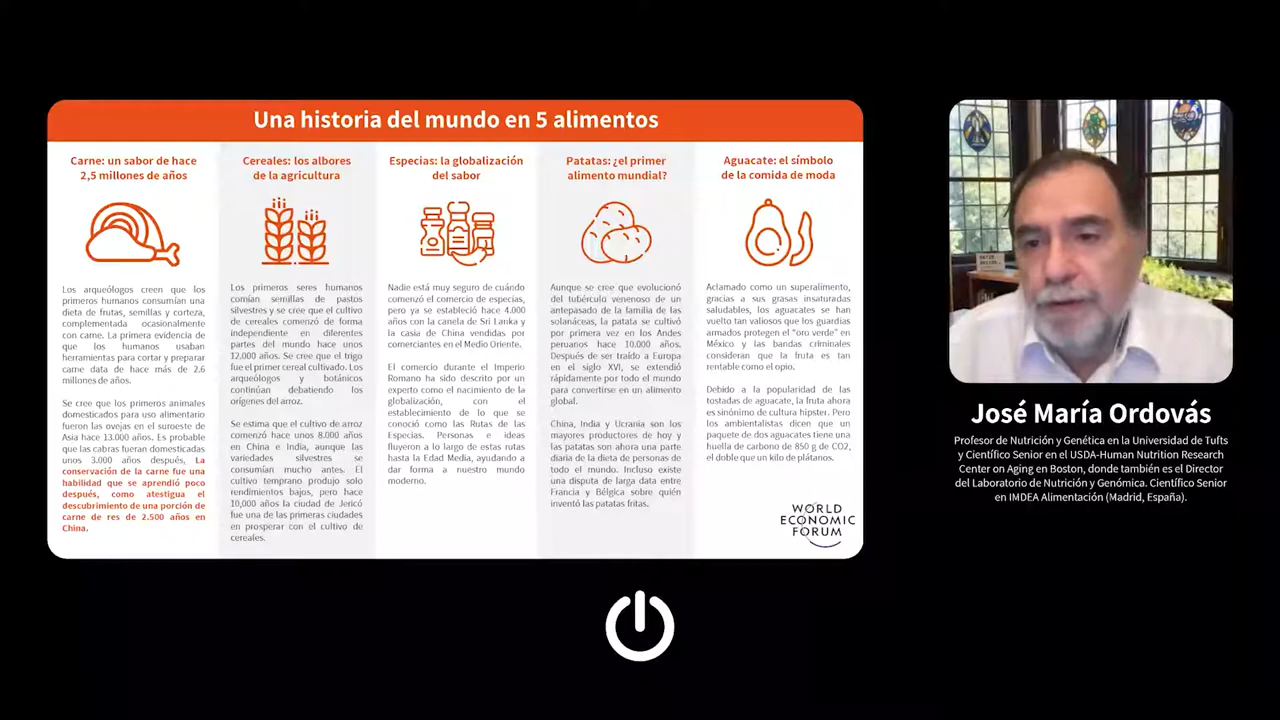 Una historia del mundo en 5 alimentos
Carne: un sabor de hace
2,5 millones de años
Los arqueólogos creen que los
primeros humanos consumían una
dieta de frutas, semillas y corteza,
complementada ocasionalmente
con carne. La primera evidencia de
que los humanos usaban
herramientas para cortar y preparar
carne data de hace más de 2.6
millones de años.
Se cree que los primeros animales
domesticados para uso alimentario
fueron las ovejas en el suroeste de
Asia hace 13.000 años. Es probable
que las cabras fueran domesticadas
unos 3.000 años después. La
conservación de la carne fue una
habilidad que se aprendió poco
después, como atestigua el
descubrimiento de una porción de
carne de res de 2.500 años en
China.
Cereales: los albores
de la agricultura
Los primeros seres humanos
comían semillas de pastos
silvestres y se cree que el cultivo
de cereales comenzó de forma
independiente en diferentes
partes del mundo hace unos
12.000 años. Se cree que el trigo
fue el primer cereal cultivado. Los
arqueólogos y botánicos
continúan debatiendo los
orígenes del arroz.
Se estima que el cultivo de arroz
comenzó hace unos 8.000 años
en China e India, aunque las
variedades silvestres se
consumían mucho antes. El
cultivo temprano produjo solo
rendimientos bajos, pero hace
10,000 años la ciudad de Jericó
fue una de las primeras ciudades
en prosperar con el cultivo de
cereales.
Especias: la globalización
del sabor
Nadie está muy seguro de cuándo
comenzó el comercio de especias,
pero ya se estableció hace 4.000
años con la canela de Sri Lanka y
la casia de China vendidas por
comerciantes en el Medio Oriente.
El comercio durante el Imperio
Romano ha sido descrito por un
experto como el nacimiento de la
globalización, con el
establecimiento de lo que se
conoció como las Rutas de las
Especias. Personas e ideas
fluyeron a lo largo de estas rutas
hasta la Edad Media, ayudando a
dar forma a nuestro mundo
moderno.
Patatas: ¿el primer
alimento mundial?
Aunque se cree que evolucionó
del tubérculo venenoso de un
antepasado de la familia de las
solanáceas, la patata se cultivó
por primera vez en los Andes
peruanos hace 10.000 años.
Después de ser traído a Europa
en el siglo XVI, se extendió
rápidamente por todo el mundo
para convertirse en un alimento
global.
China, India y Ucrania son los
mayores productores de hoy y
las patatas son ahora una parte
diaria de la dieta de personas de
todo el mundo. Incluso existe
una disputa de larga data entre
Francia y Bélgica sobre quién
inventó las patatas fritas.
Aguacate: el símbolo
de la comida de moda
Aclamado como un superalimento,
gracias a sus grasas insaturadas
saludables, los aguacates se han
vuelto tan valiosos que los guardias
armados protegen el "oro verde" en
México y las bandas criminales
consideran que la fruta es tan
rentable como el opio.
Debido a la popularidad de las
tostadas de aguacate, la fruta ahora
es sinónimo de cultura hipster. Pero
los ambientalistas dicen que un
paquete de dos aguacates tiene una
huella de carbono de 850 g de CO2,
el doble que un kilo de plátanos.
WORLD
ECONOMIC
FORUM
José María Ordovás
Profesor de Nutrición y Genética en la Universidad de Tufts
y Científico Senior en el USDA-Human Nutrition Research
Center on Aging en Boston, donde también es el Director
del Laboratorio de Nutrición y Genómica. Científico Senior
en IMDEA Alimentación (Madrid, España).